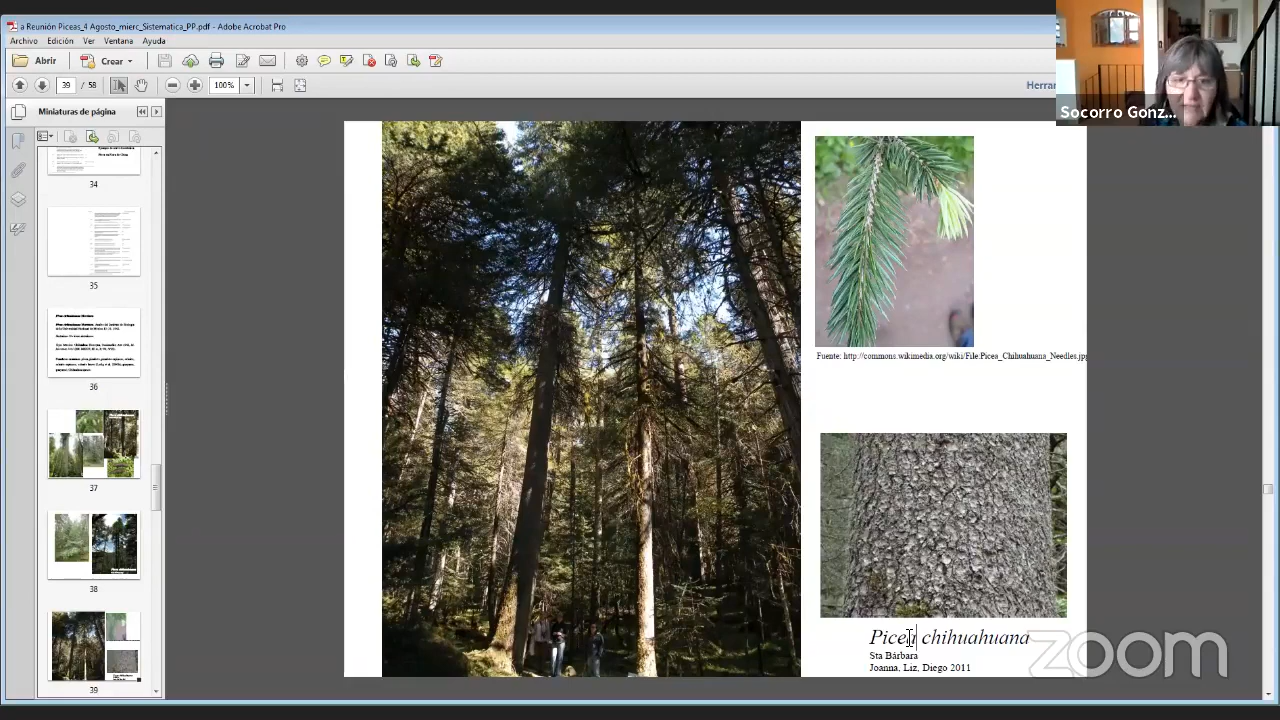 a Reunión Piceas_4 Agosto_mierc_Sistematica_PP.pdf - Adobe Acrobat Pro
Archivo Edición Ver Ventana Ayuda
Abrir Crear
39 / 58 100% Herrar
Miniaturas de página
Socorro Gonz...
34
35
36
37
38
39
Fuente: http://commons.wikimedia.org/wiki/File:Picea_Chihuahuana_Needles.jpg
Picea chihuahuana
Sta Bárbara
Joanna, Liz, Diego 2011
zoom